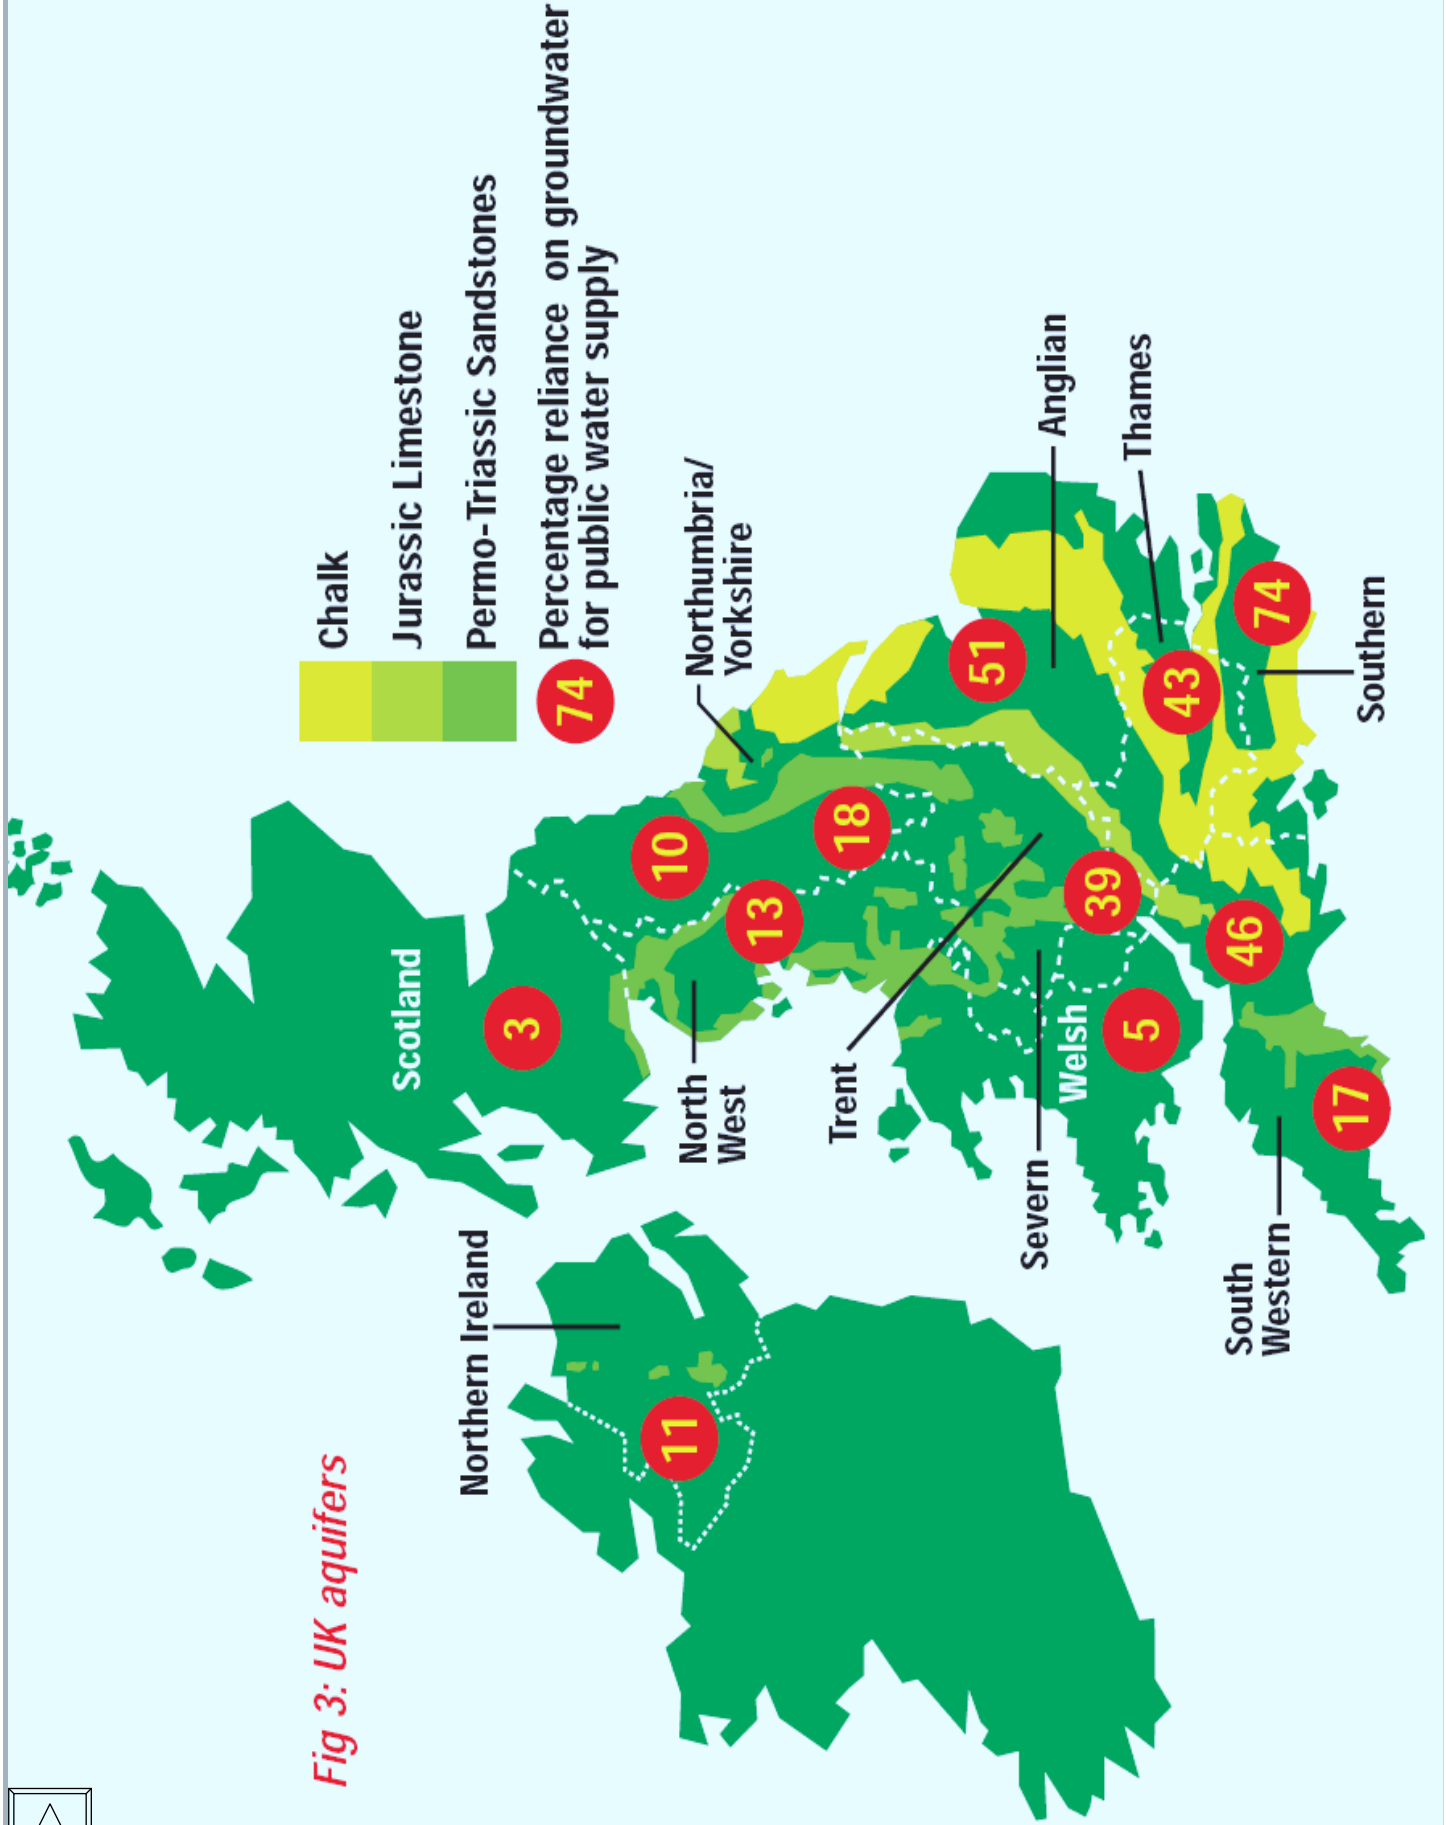 Fig 3: UK aquifers
Chalk
Jurassic Limestone
Permo-Triassic Sandstones
74
Percentage reliance on groundwater
for public water supply
Scotland
3
Northern Ireland
11
Northumbria/
Yorkshire
10
North
West
13
18
Trent
51
Anglian
Severn
39
Welsh
5
Thames
43
South
Western
46
17
74
Southern